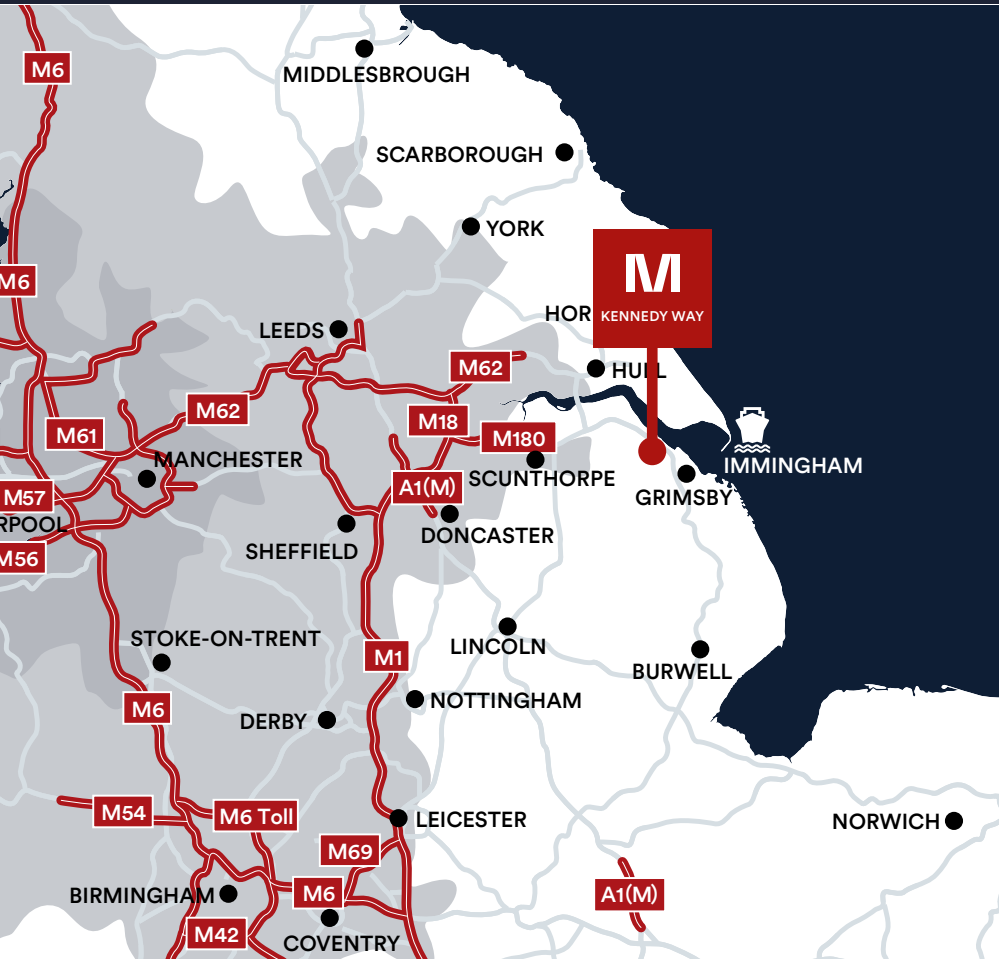 M6
MIDDLESBROUGH
SCARBOROUGH
YORK
M6
M
KENNEDY WAY
HOR
LEEDS
HULL
M62
M62
M18
M61
M180
IMMINGHAM
MANCHESTER
SCUNTHORPE
A1(M)
M57
GRIMSBY
RPOOL
DONCASTER
SHEFFIELD
M56
STOKE-ON-TRENT
LINCOLN
M1
BURWELL
NOTTINGHAM
M6
DERBY
M54
M6 Toll
LEICESTER
NORWICH
M69
BIRMINGHAM
M6
A1(M)
M42
COVENTRY